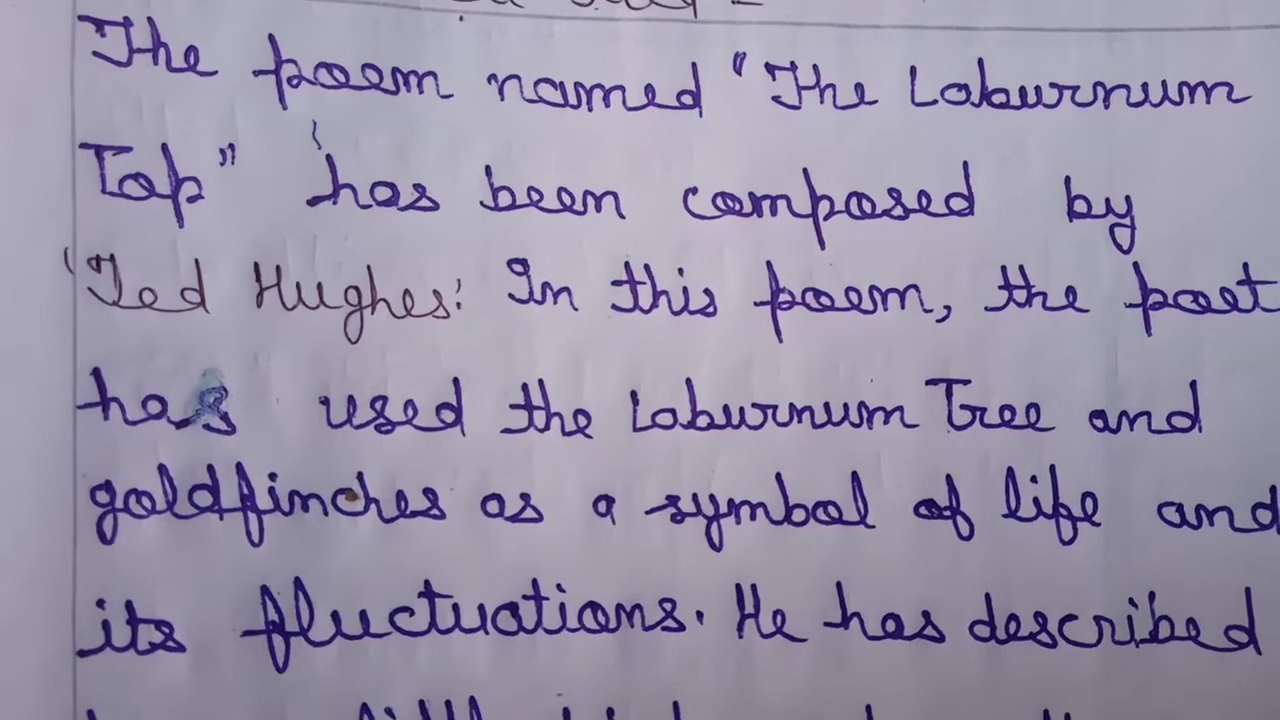 The poem named "The Laburnum
Top" has been composed by
'Ted Hughes.' In this poem, the poet
has used the Laburnum Tree and
goldfinches as a symbol of life and
its fluctuations. He has described